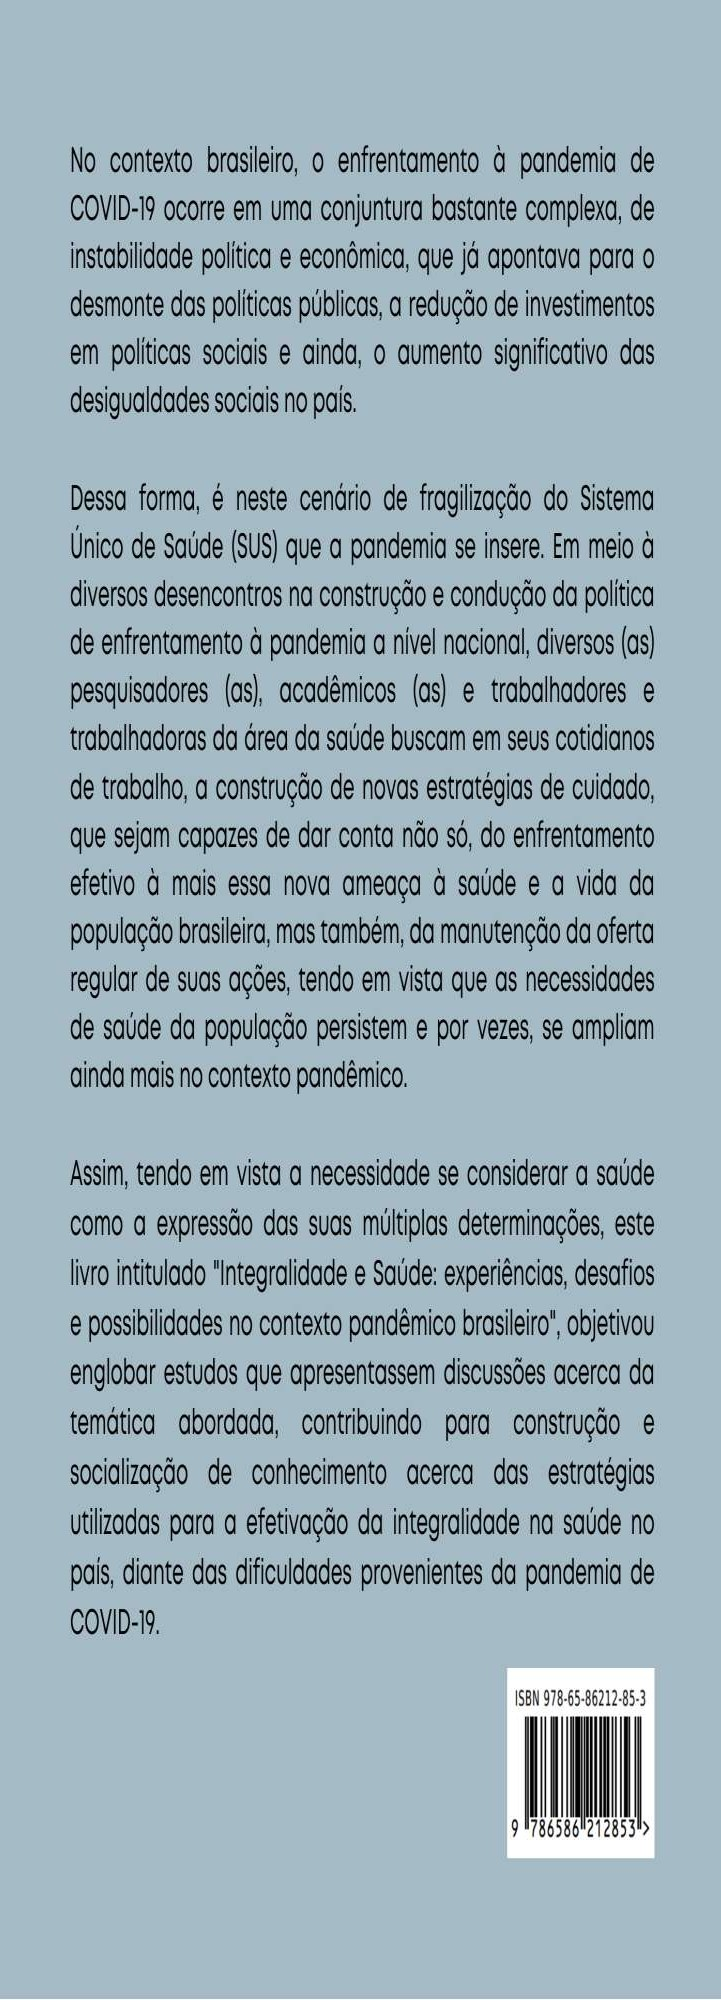 No contexto brasileiro, o enfrentamento à pandemia de
COVID-19 ocorre em uma conjuntura bastante complexa, de
instabilidade política e econômica, que já apontava para o
desmonte das políticas públicas, a redução de investimentos
em políticas sociais e ainda, o aumento significativo das
desigualdades sociais no país.
Dessa forma, é neste cenário de fragilização do Sistema
Único de Saúde (SUS) que a pandemia se insere. Em meio à
diversos desencontros na construção e condução da política
de enfrentamento à pandemia a nível nacional, diversos (as)
pesquisadores (as), acadêmicos (as) e trabalhadores e
trabalhadoras da área da saúde buscam em seus cotidianos
de trabalho, a construção de novas estratégias de cuidado,
que sejam capazes de dar conta não só, do enfrentamento
efetivo à mais essa nova ameaça à saúde e a vida da
população brasileira, mas também, da manutenção da oferta
regular de suas ações, tendo em vista que as necessidades
de saúde da população persistem e por vezes, se ampliam
ainda mais no contexto pandêmico.
Assim, tendo em vista a necessidade se considerar a saúde
como a expressão das suas múltiplas determinações, este
livro intitulado "Integralidade e Saúde: experiências, desafios
e possibilidades no contexto pandêmico brasileiro", objetivou
englobar estudos que apresentassem discussões acerca da
temática abordada, contribuindo para construção e
socialização de conhecimento acerca das estratégias
utilizadas para a efetivação da integralidade na saúde no
país, diante das dificuldades provenientes da pandemia de
COVID-19.
ISBN 978-65-86212-85-3
9 786586 212853 >